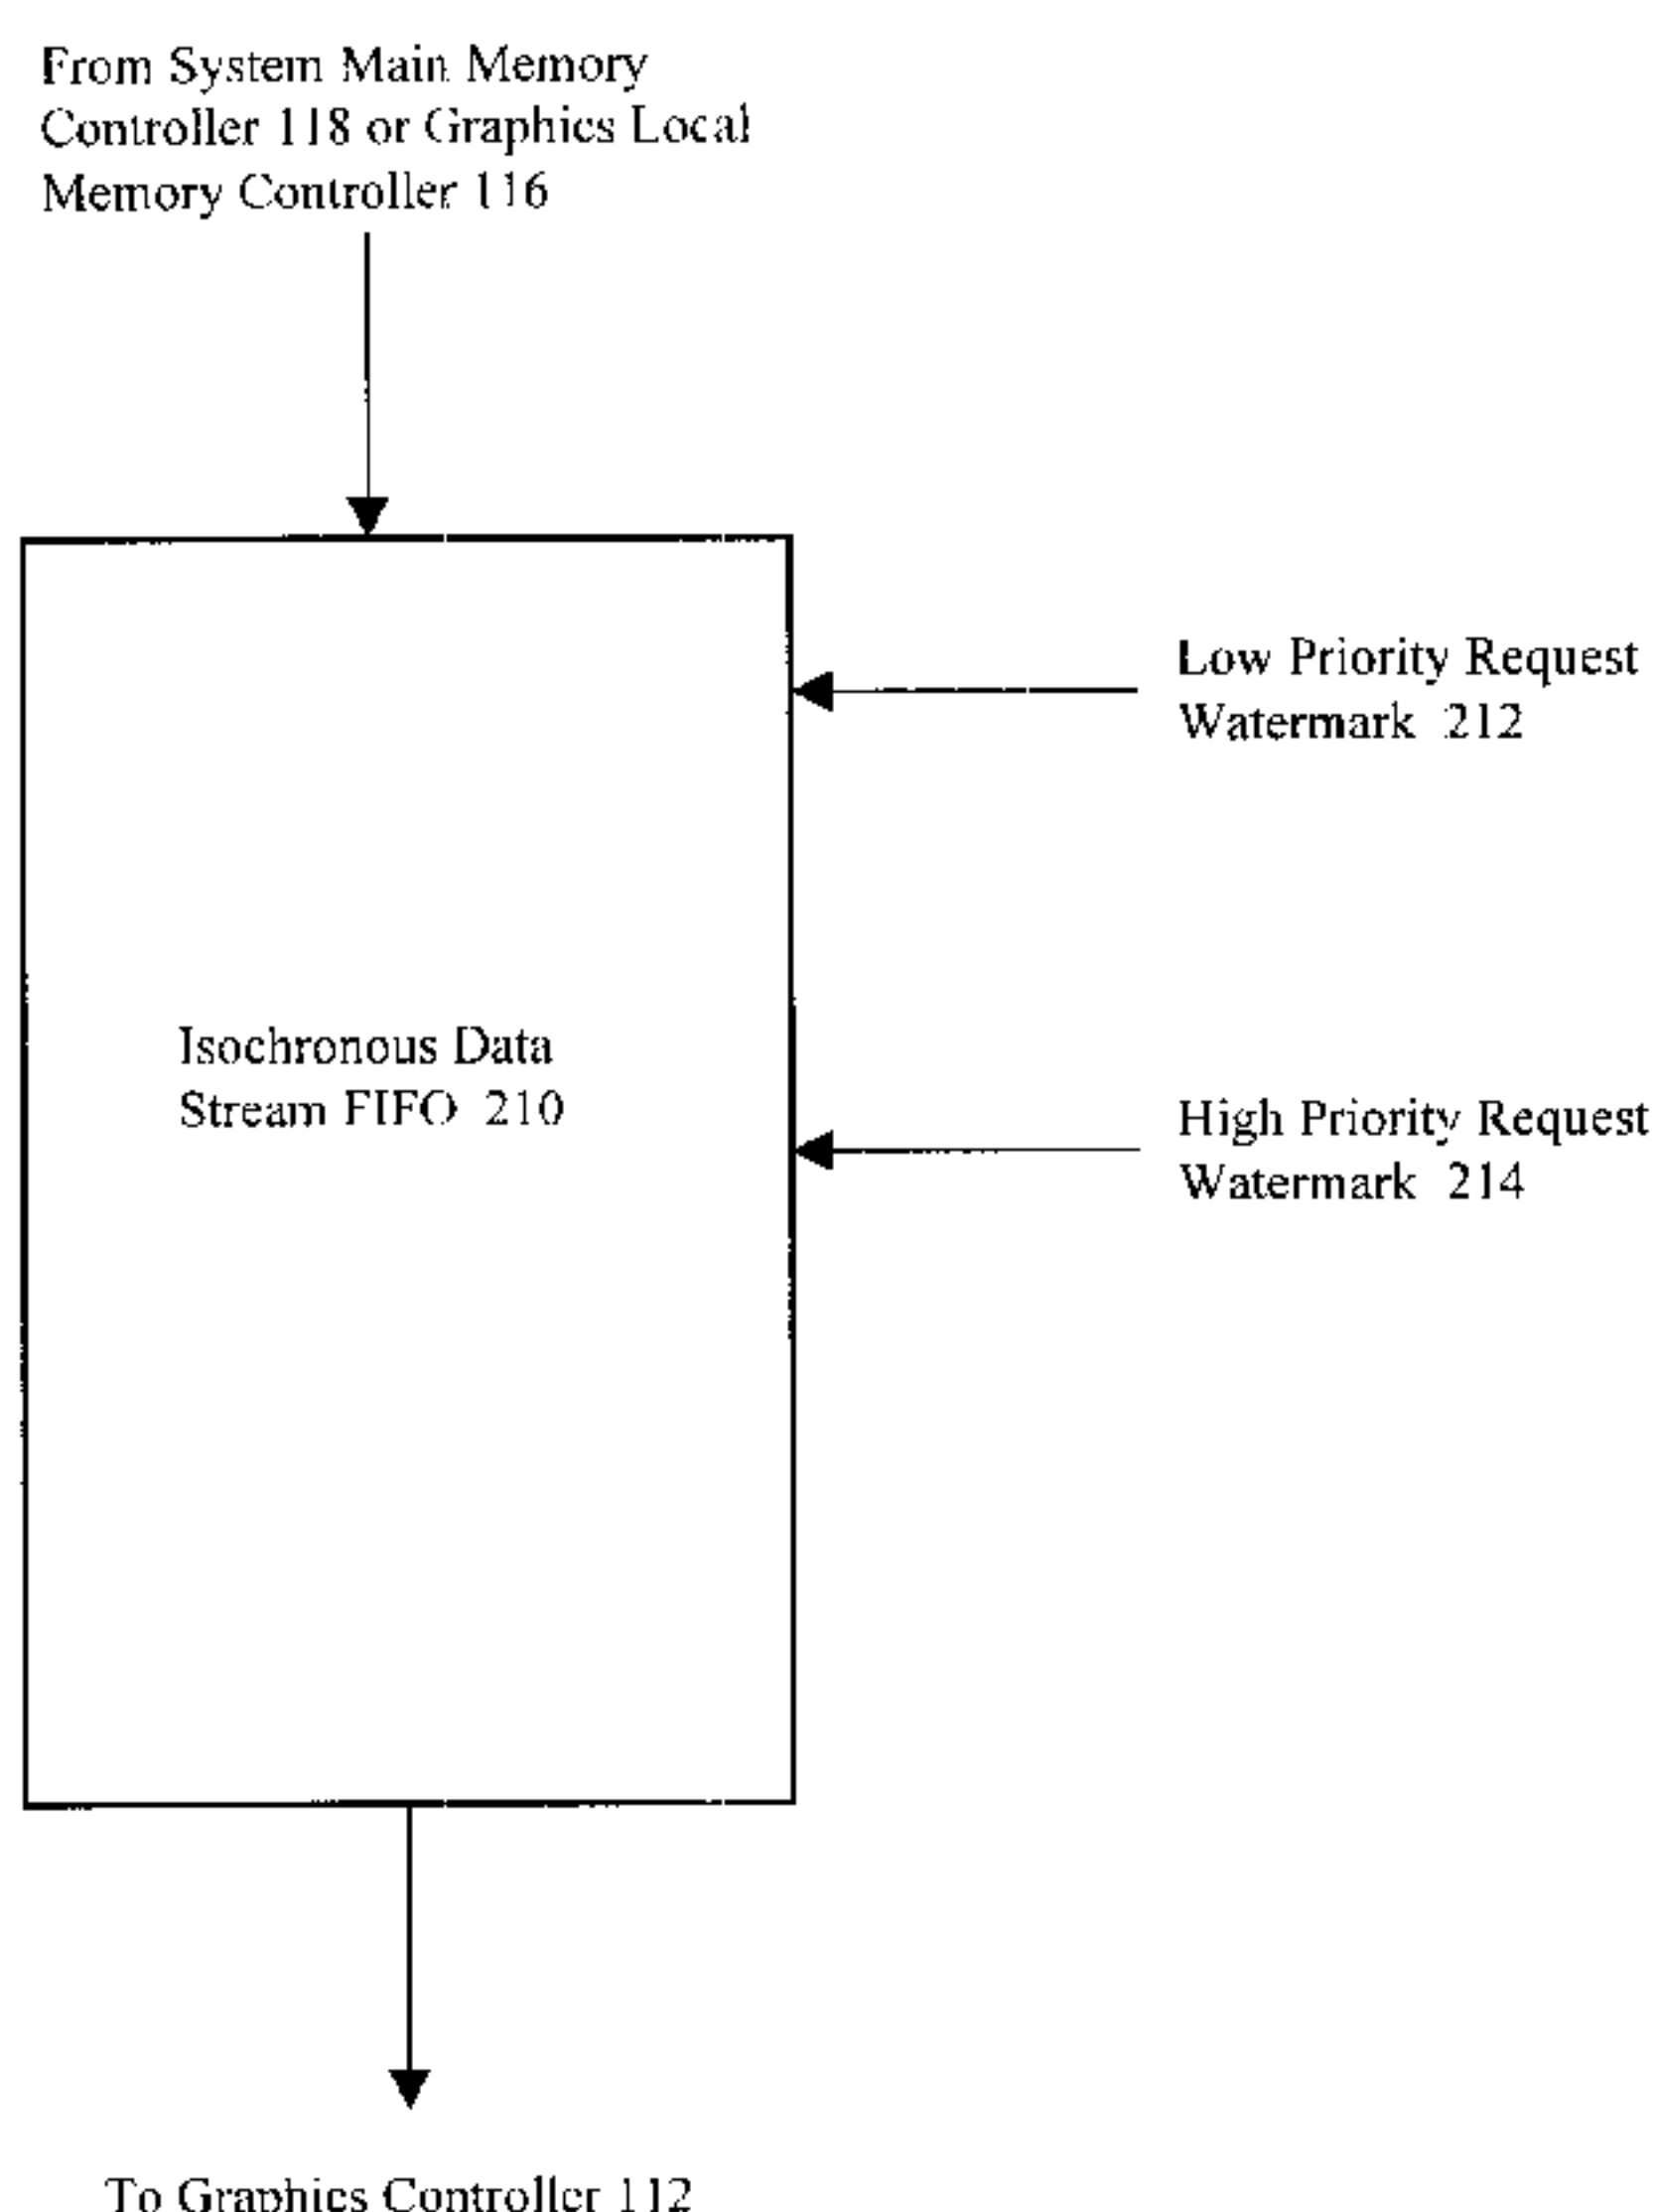 From System Main Memory
Controller 118 or Graphics Local
Memory Controller 116
Low Priority Request
Watermark 212
Isochronous Data
Stream FIFO 210
High Priority Request
Watermark 214
To Graphics Controller 112